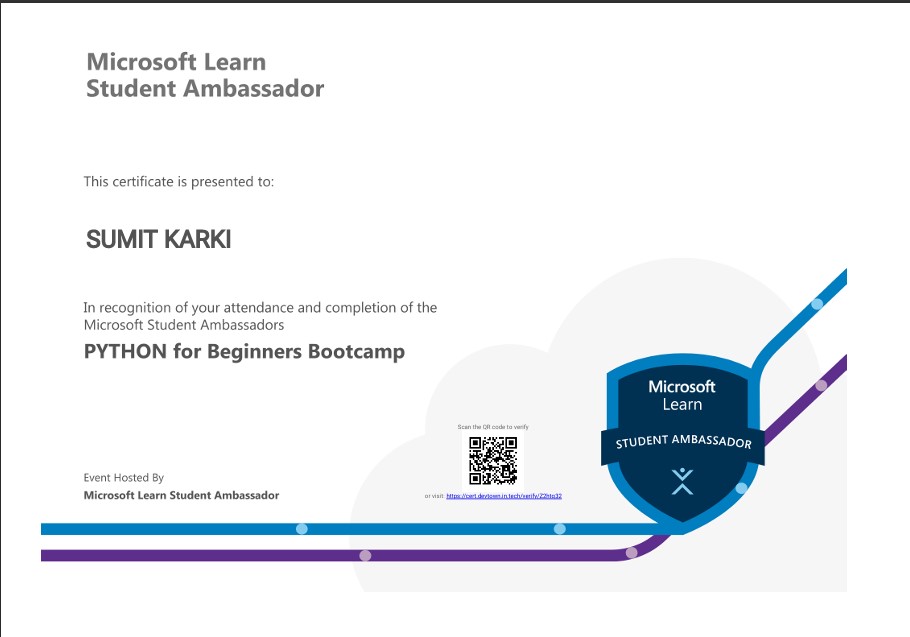 Microsoft Learn
Student Ambassador
This certificate is presented to:
SUMIT KARKI
In recognition of your attendance and completion of the
Microsoft Student Ambassadors
PYTHON for Beginners Bootcamp
Scan the QR code to verify
or visit: https://cert.devtown.in.tech/verify/Z2htq32
Event Hosted By
Microsoft Learn Student Ambassador
Microsoft
Learn
STUDENT AMBASSADOR